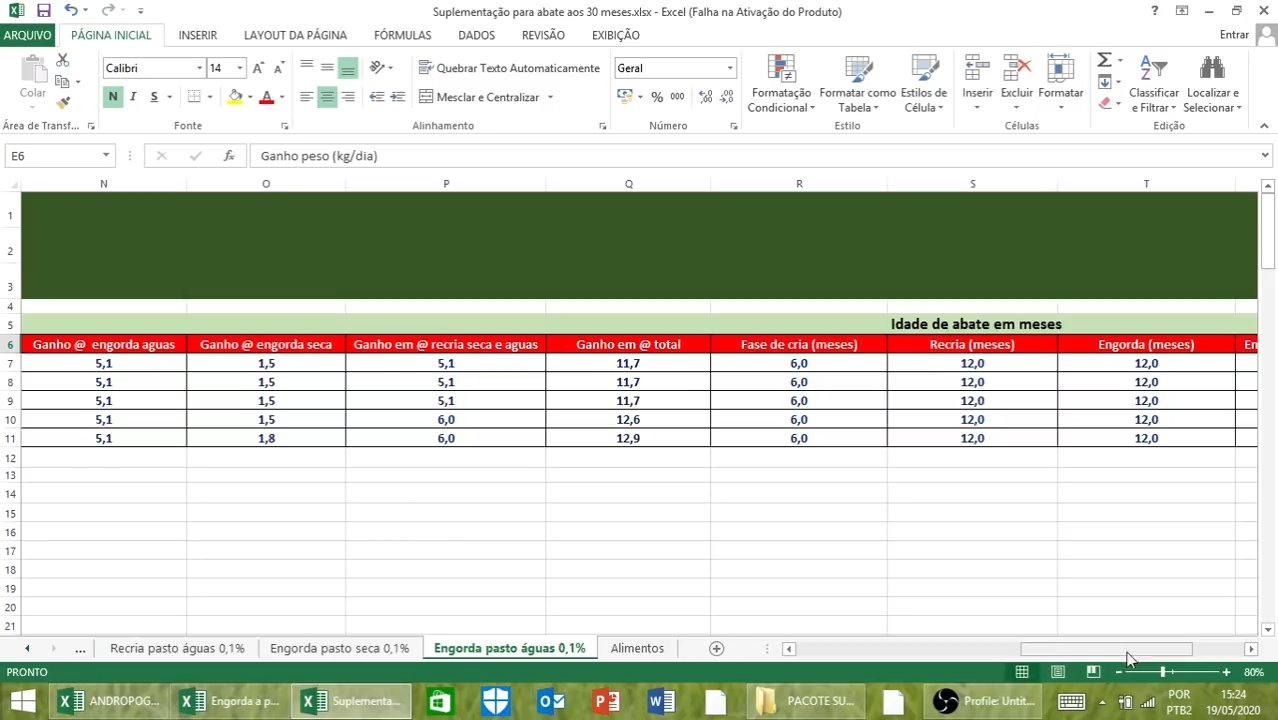 Suplementação para abate aos 30 meses.xlsx - Excel (Falha na Ativação do Produto)
ARQUIVO PÁGINA INICIAL INSERIR LAYOUT DA PÁGINA FÓRMULAS DADOS REVISÃO EXIBIÇÃO Entrar
Colar
Calibri 14
N I S A
Quebrar Texto Automaticamente
Mesclar e Centralizar
Geral
% 000
Formatação Condicional
Formatar como Tabela
Estilos de Célula
Inserir
Excluir
Formatar
Classificar e Filtrar
Localizar e Selecionar
Área de Transf... Fonte Alinhamento Número Estilo Células Edição
E6 fx Ganho peso (kg/dia)
N O P Q R S T
1
2
3
4
5 Idade de abate em meses
6 Ganho @ engorda aguas Ganho @ engorda seca Ganho em @ recria seca e aguas Ganho em @ total Fase de cria (meses) Recria (meses) Engorda (meses) En
7 5,1 1,5 5,1 11,7 6,0 12,0 12,0
8 5,1 1,5 5,1 11,7 6,0 12,0 12,0
9 5,1 1,5 5,1 11,7 6,0 12,0 12,0
10 5,1 1,5 6,0 12,6 6,0 12,0 12,0
11 5,1 1,8 6,0 12,9 6,0 12,0 12,0
12
13
14
15
16
17
18
19
20
21
... Recria pasto águas 0,1% Engorda pasto seca 0,1% Engorda pasto águas 0,1% Alimentos
PRONTO 80%
ANDROPOG... Engorda a p... Suplementa... PACOTE SU... Profile: Untit... POR 15:24
PTB2 19/05/2020